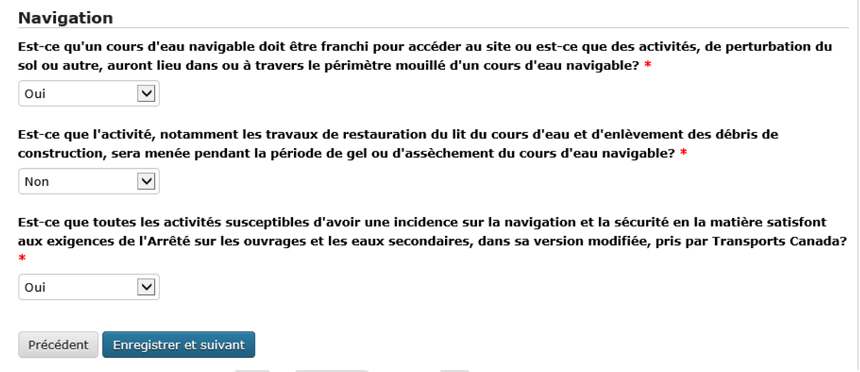 Navigation
Est-ce qu'un cours d'eau navigable doit être franchi pour accéder au site ou est-ce que des activités, de perturbation du
sol ou autre, auront lieu dans ou à travers le périmètre mouillé d'un cours d'eau navigable? *
Oui
Est-ce que l'activité, notamment les travaux de restauration du lit du cours d'eau et d'enlèvement des débris de
construction, sera menée pendant la période de gel ou d'assèchement du cours d'eau navigable? *
Non
Est-ce que toutes les activités susceptibles d'avoir une incidence sur la navigation et la sécurité en la matière satisfont
aux exigences de l'Arrêté sur les ouvrages et les eaux secondaires, dans sa version modifiée, pris par Transports Canada?
*
Oui
Précédent Enregistrer et suivant